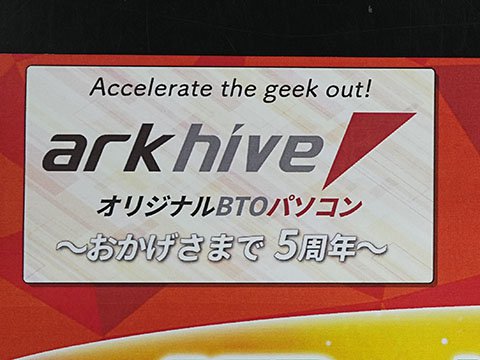 Accelerate the geek out!
arkhive
オリジナルBTOパソコン
～おかげさまで 5周年～